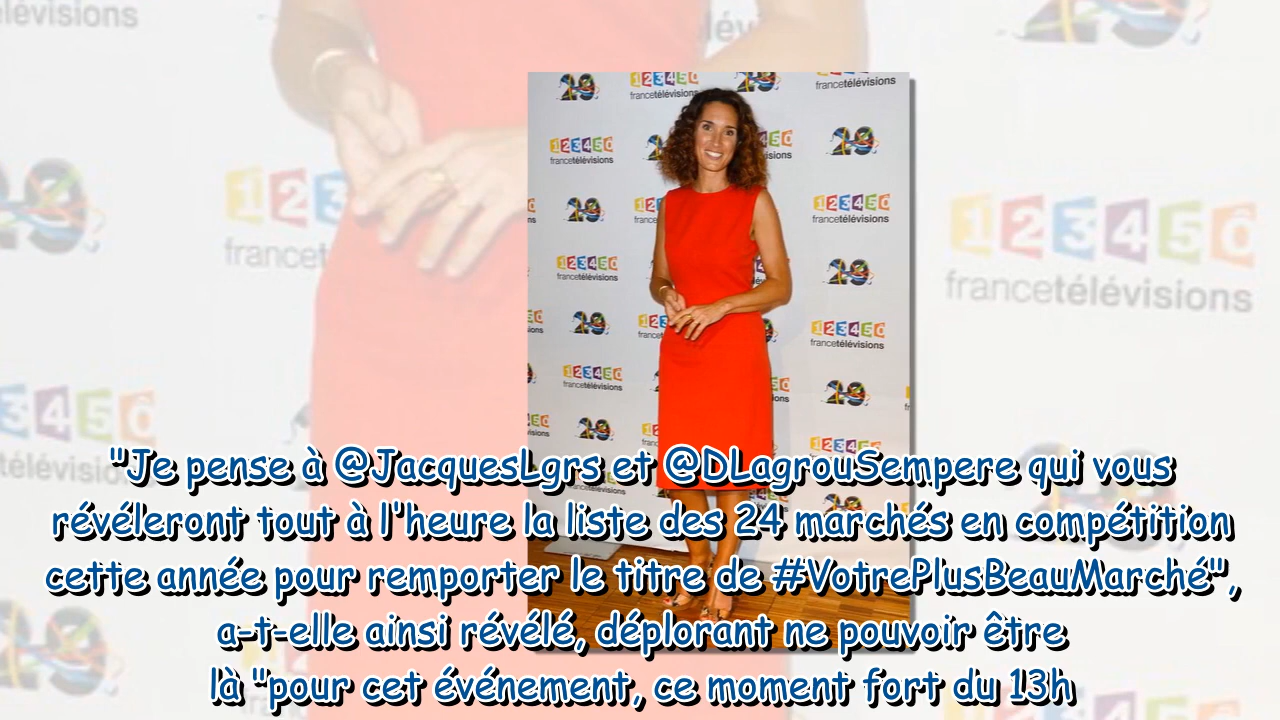 "Je pense à @JacquesLgrs et @DLagrouSempere qui vous
révéleront tout à l'heure la liste des 24 marchés en compétition
cette année pour remporter le titre de #VotrePlusBeauMarché",
a-t-elle ainsi révélé, déplorant ne pouvoir être
là "pour cet événement, ce moment fort du 13h
francetélévisions